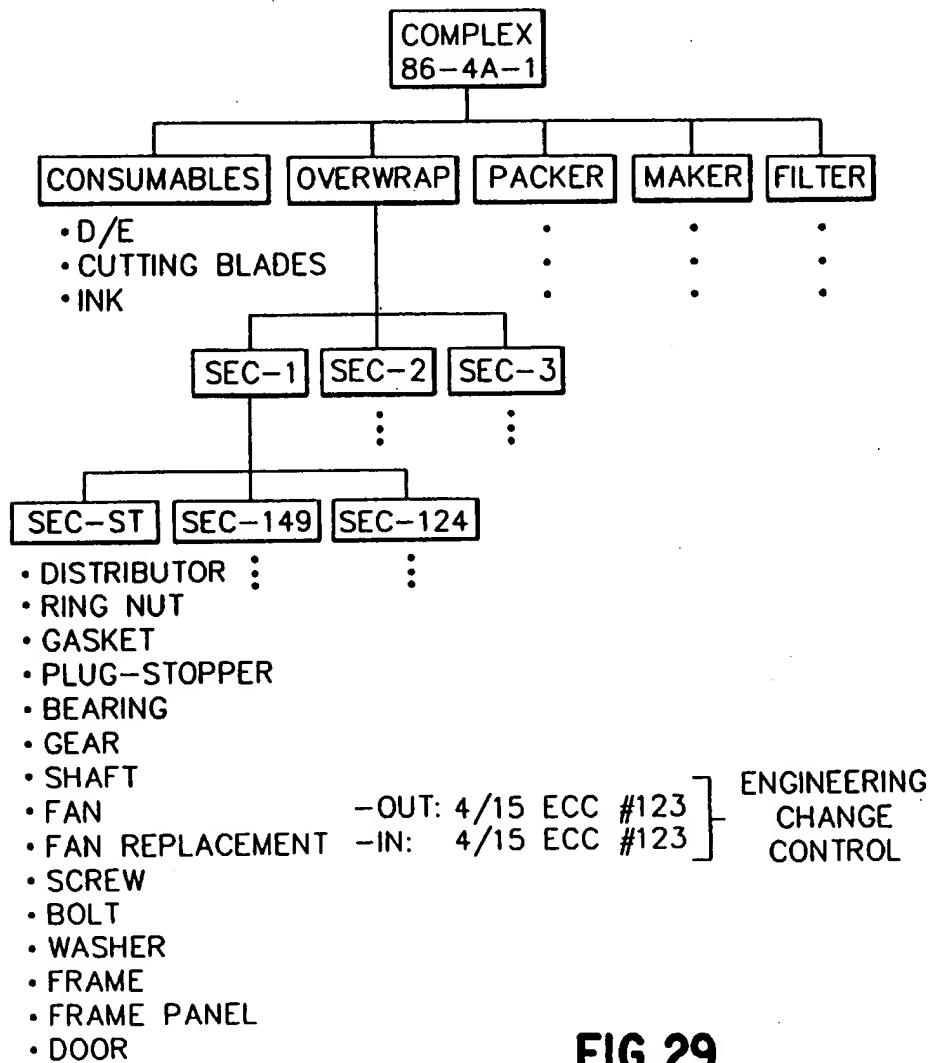 COMPLEX
86-4A-1
CONSUMABLES OVERWRAP PACKER MAKER FILTER
• D/E
• CUTTING BLADES
• INK
SEC-1 SEC-2 SEC-3
SEC-ST SEC-149 SEC-124
• DISTRIBUTOR
• RING NUT
• GASKET
• PLUG-STOPPER
• BEARING
• GEAR
• SHAFT
• FAN -OUT: 4/15 ECC #123
• FAN REPLACEMENT -IN: 4/15 ECC #123
ENGINEERING
CHANGE
CONTROL
• SCREW
• BOLT
• WASHER
• FRAME
• FRAME PANEL
• DOOR
FIG.29